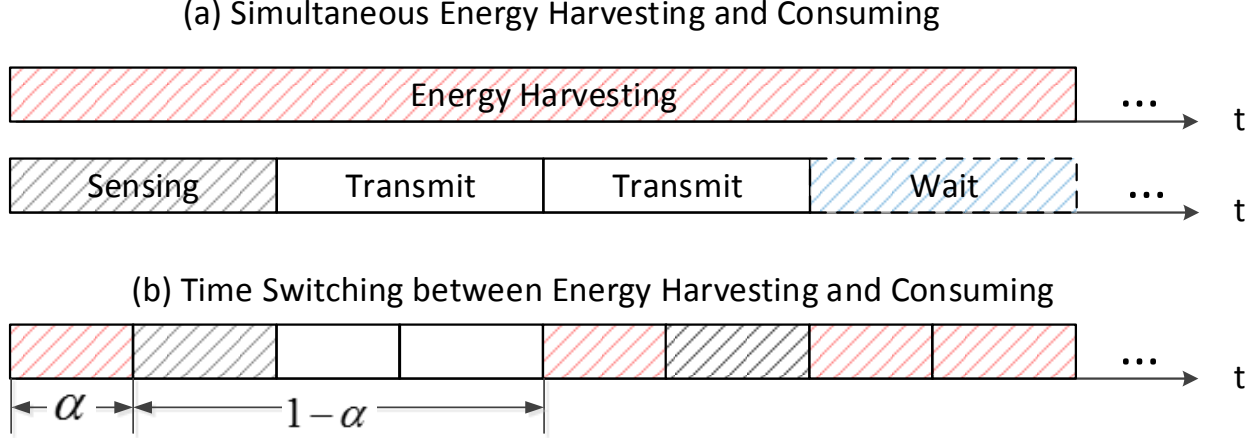 (a) Simultaneous Energy Harvesting and Consuming
Energy Harvesting
...
t
Sensing Transmit Transmit Wait
...
t
(b) Time Switching between Energy Harvesting and Consuming
...
t
α 1−α